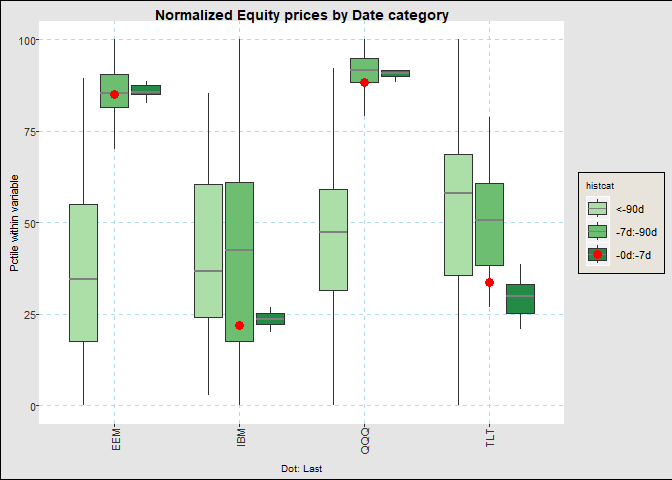 Normalized Equity prices by Date category
Pctile within variable
100
75
50
25
0
EEM
IBM
QQQ
TLT
Dot: Last
histcat
<-90d
-7d:-90d
-0d:-7d